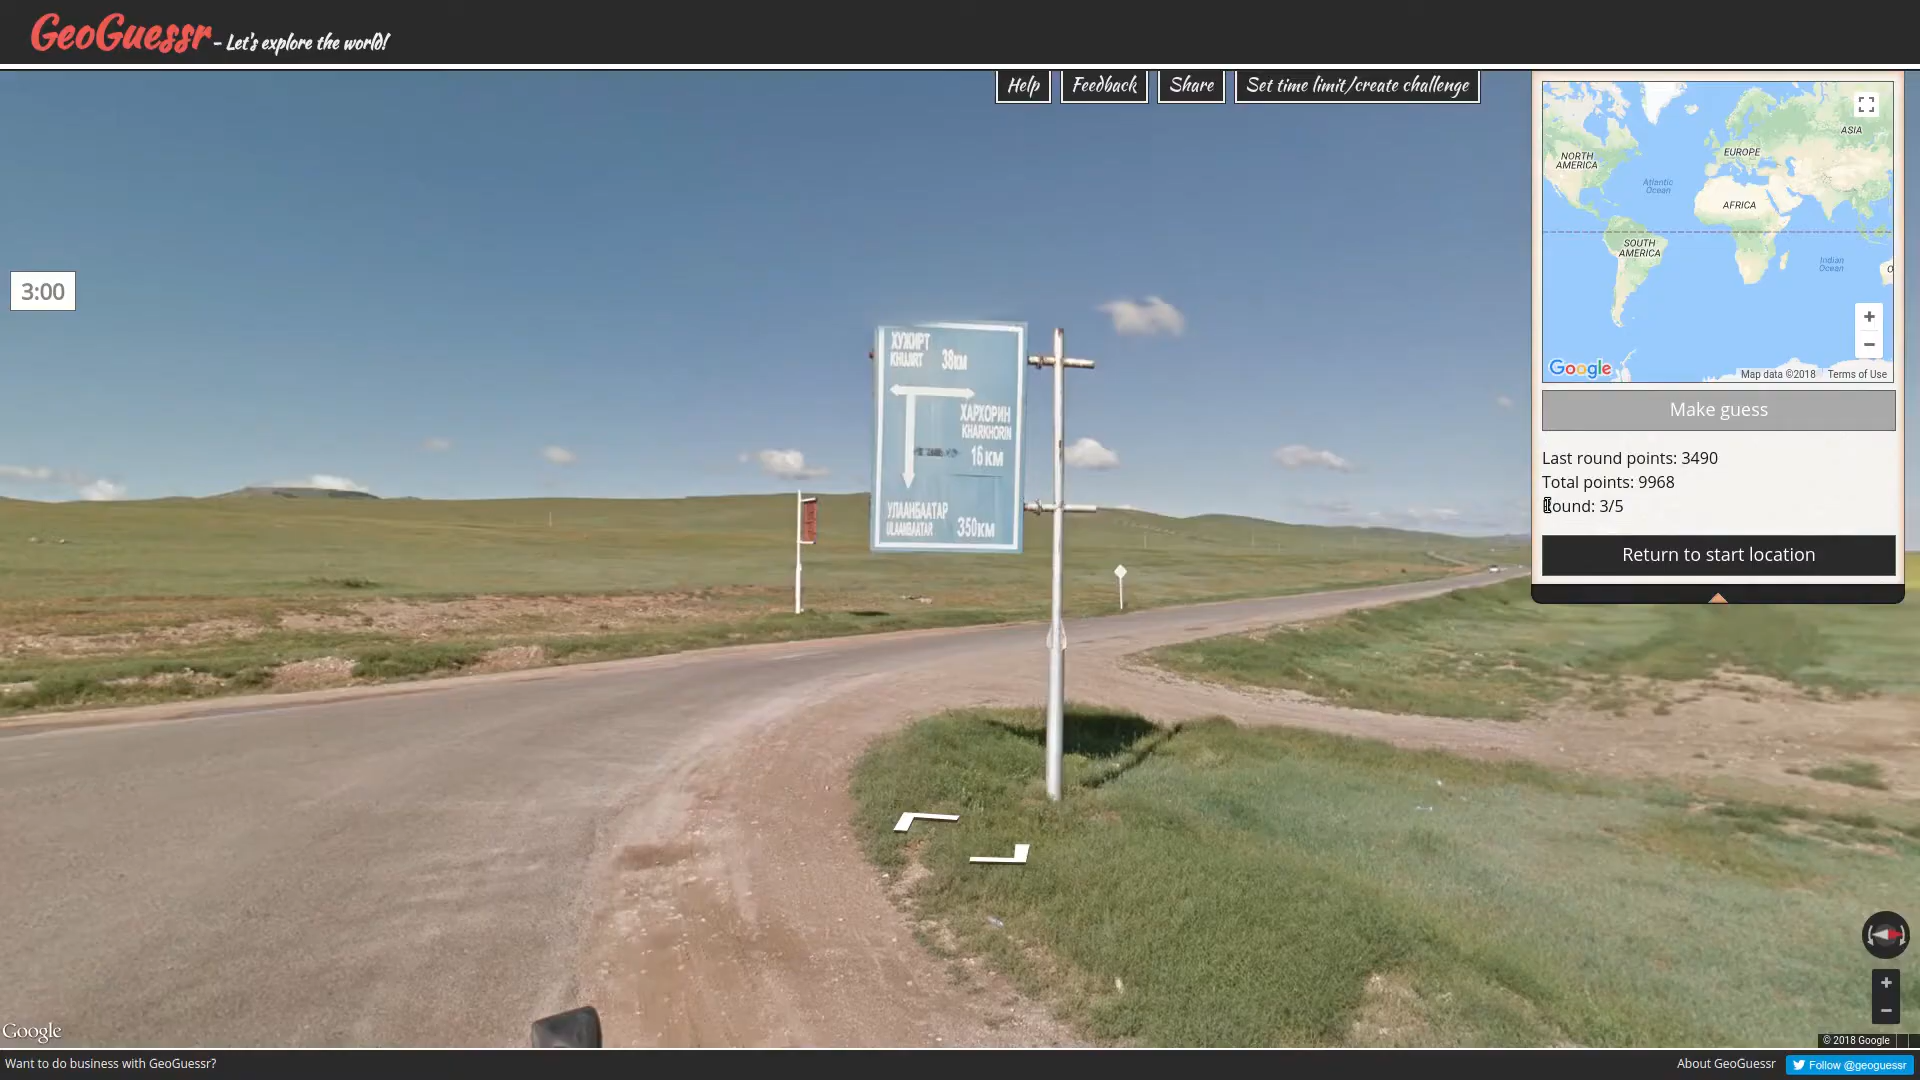 GeoGuessr - Let's explore the world!
Help
Feedback
Share
Set time limit/create challenge
3:00
ХУЖИРТ
KHUJIRT 38KM
ХАРХОРИН
KHARKHORIN
16 KM
УЛААНБААТАР
ULAANBAATAR 350KM
NORTH AMERICA
ASIA
EUROPE
Atlantic Ocean
AFRICA
SOUTH AMERICA
Indian Ocean
O
Google
Map data ©2018
Terms of Use
Make guess
Last round points: 3490
Total points: 9968
Round: 3/5
Return to start location
Google
© 2018 Google
Want to do business with GeoGuessr?
About GeoGuessr
Follow @geoguessr